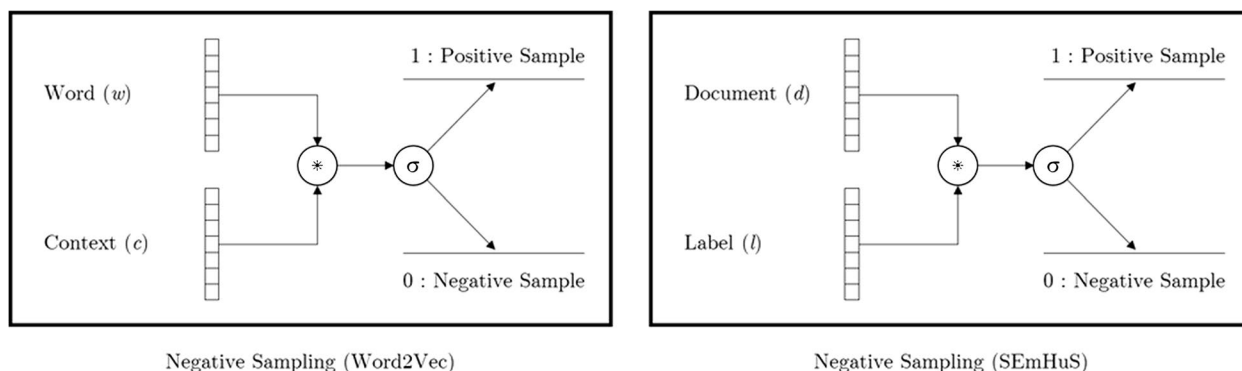 1 : Positive Sample
Word (w)
*
σ
Context (c)
0 : Negative Sample
Negative Sampling (Word2Vec)
1 : Positive Sample
Document (d)
*
σ
Label (l)
0 : Negative Sample
Negative Sampling (SEmHuS)